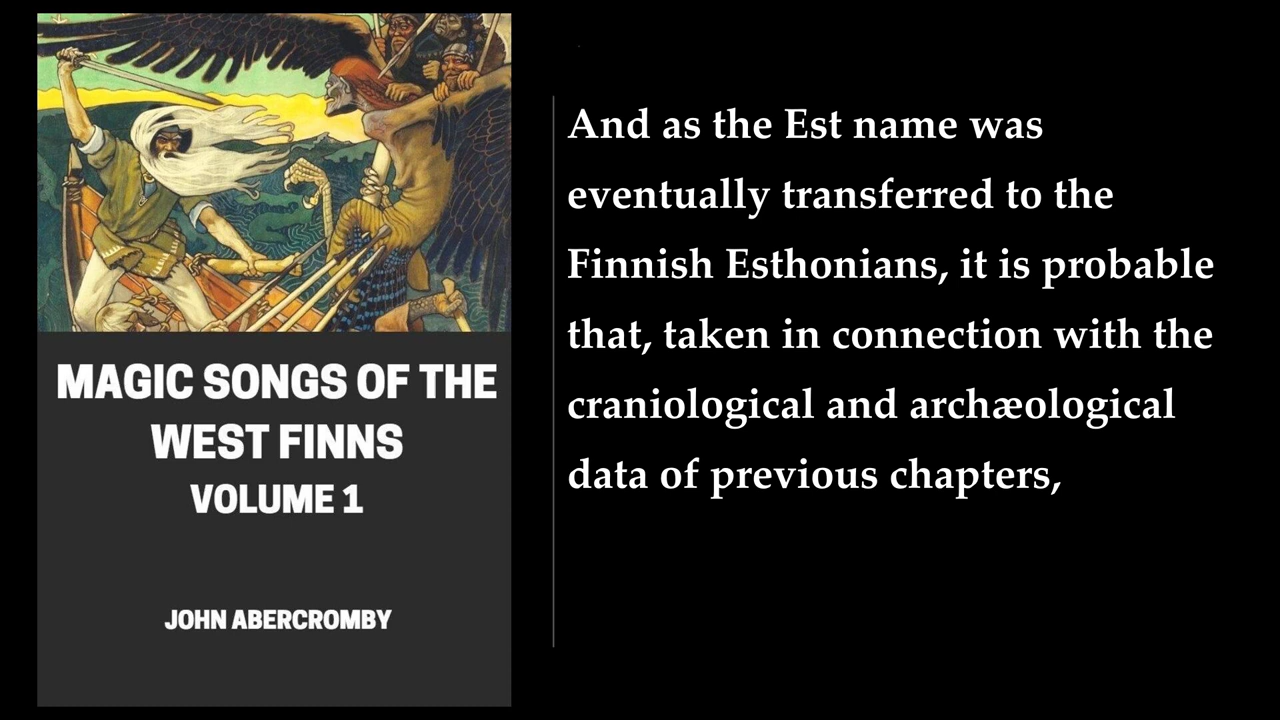 MAGIC SONGS OF THE
WEST FINNS
VOLUME 1
JOHN ABERCROMBY
And as the Est name was
eventually transferred to the
Finnish Esthonians, it is probable
that, taken in connection with the
craniological and archæological
data of previous chapters,